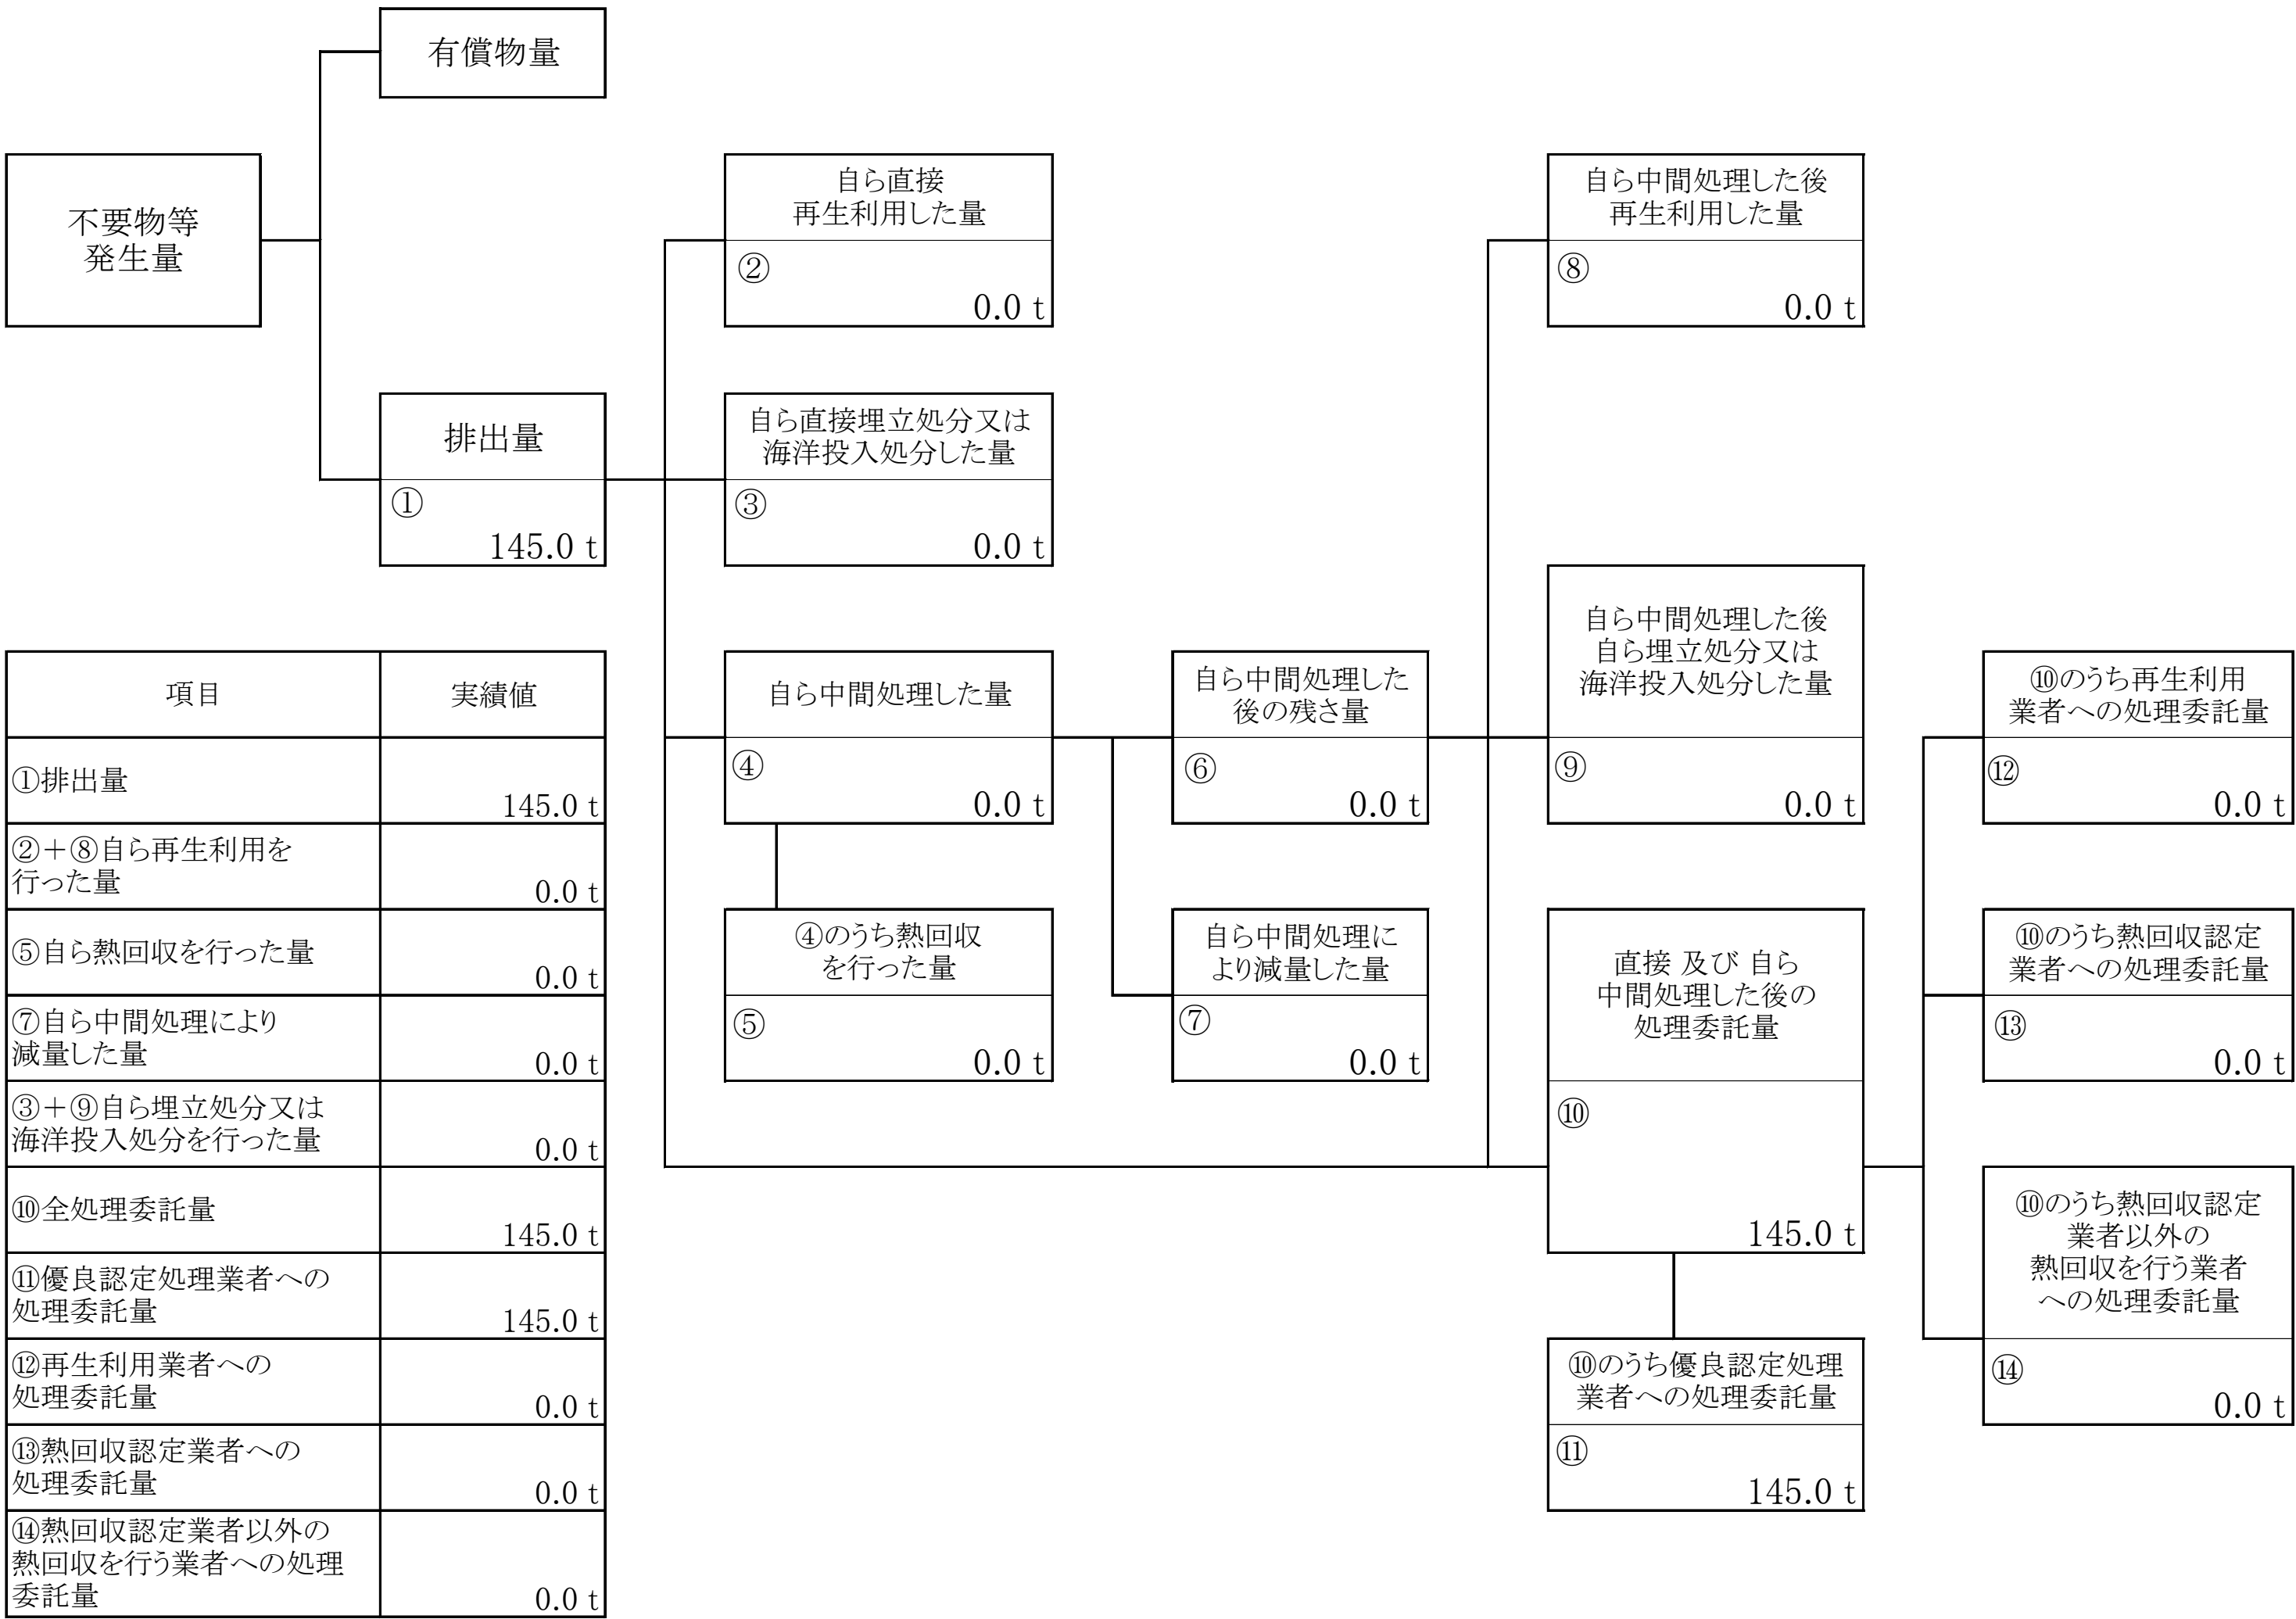 有償物量
不要物等
発生量
自ら直接
再生利用した量
②
0.0 t
自ら中間処理した後
再生利用した量
⑧
0.0 t
排出量
①
145.0 t
自ら直接埋立処分又は
海洋投入処分した量
③
0.0 t
自ら中間処理した量
④
0.0 t
自ら中間処理した
後の残さ量
⑥
0.0 t
自ら中間処理した後
自ら埋立処分又は
海洋投入処分した量
⑨
0.0 t
⑩のうち再生利用
業者への処理委託量
⑫
0.0 t
④のうち熱回収
を行った量
⑤
0.0 t
自ら中間処理に
より減量した量
⑦
0.0 t
直接 及び 自ら
中間処理した後の
処理委託量
⑩
145.0 t
⑩のうち熱回収認定
業者への処理委託量
⑬
0.0 t
⑩のうち熱回収認定
業者以外の
熱回収を行う業者
への処理委託量
⑭
0.0 t
⑩のうち優良認定処理
業者への処理委託量
⑪
145.0 t
項目 実績値
①排出量
145.0 t
②＋⑧自ら再生利用を
行った量
0.0 t
⑤自ら熱回収を行った量
0.0 t
⑦自ら中間処理により
減量した量
0.0 t
③＋⑨自ら埋立処分又は
海洋投入処分を行った量
0.0 t
⑩全処理委託量
145.0 t
⑪優良認定処理業者への
処理委託量
145.0 t
⑫再生利用業者への
処理委託量
0.0 t
⑬熱回収認定業者への
処理委託量
0.0 t
⑭熱回収認定業者以外の
熱回収を行う業者への処理
委託量
0.0 t